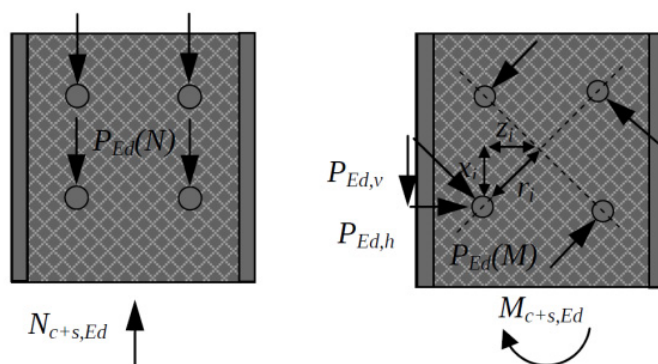 P_Ed(N)
N_c+s,Ed
z_i
x_i
r_i
P_Ed,v
P_Ed,h
P_Ed(M)
M_c+s,Ed